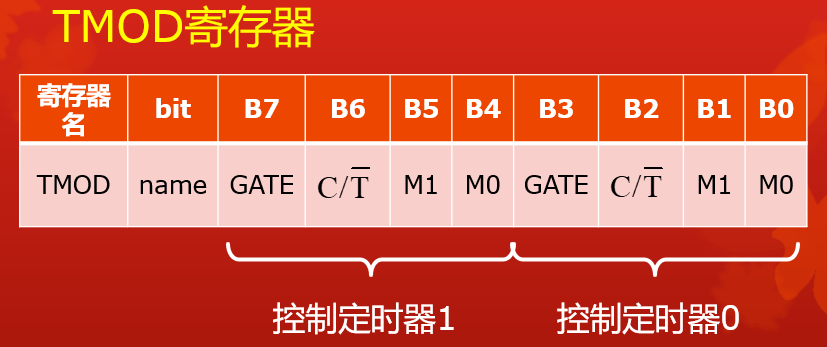 TMOD寄存器
寄存器名 bit B7 B6 B5 B4 B3 B2 B1 B0
TMOD name GATE C/T̅ M1 M0 GATE C/T̅ M1 M0
控制定时器1 控制定时器0